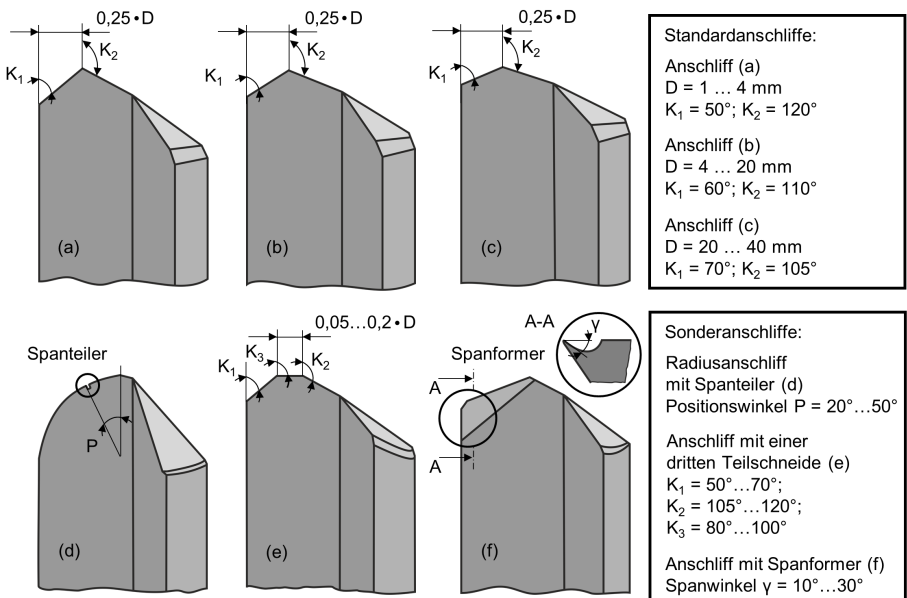 0,25•D
K₂
K₁
(a)
0,25•D
K₂
K₁
(b)
0,25•D
K₂
K₁
(c)
Standardanschliffe:
Anschliff (a)
D = 1 … 4 mm
K₁ = 50°; K₂ = 120°
Anschliff (b)
D = 4 … 20 mm
K₁ = 60°; K₂ = 110°
Anschliff (c)
D = 20 … 40 mm
K₁ = 70°; K₂ = 105°
Spanteiler
P
(d)
0,05…0,2•D
K₃
K₂
K₁
(e)
Spanformer
A-A
γ
A
A
(f)
Sonderanschliffe:
Radiusanschliff
mit Spanteiler (d)
Positionswinkel P = 20°…50°
Anschliff mit einer
dritten Teilschneide (e)
K₁ = 50°…70°;
K₂ = 105°…120°;
K₃ = 80°…100°
Anschliff mit Spanformer (f)
Spanwinkel γ = 10°…30°